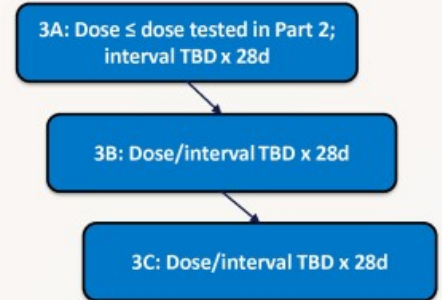 3A: Dose ≤ dose tested in Part 2;
interval TBD x 28d
3B: Dose/interval TBD x 28d
3C: Dose/interval TBD x 28d